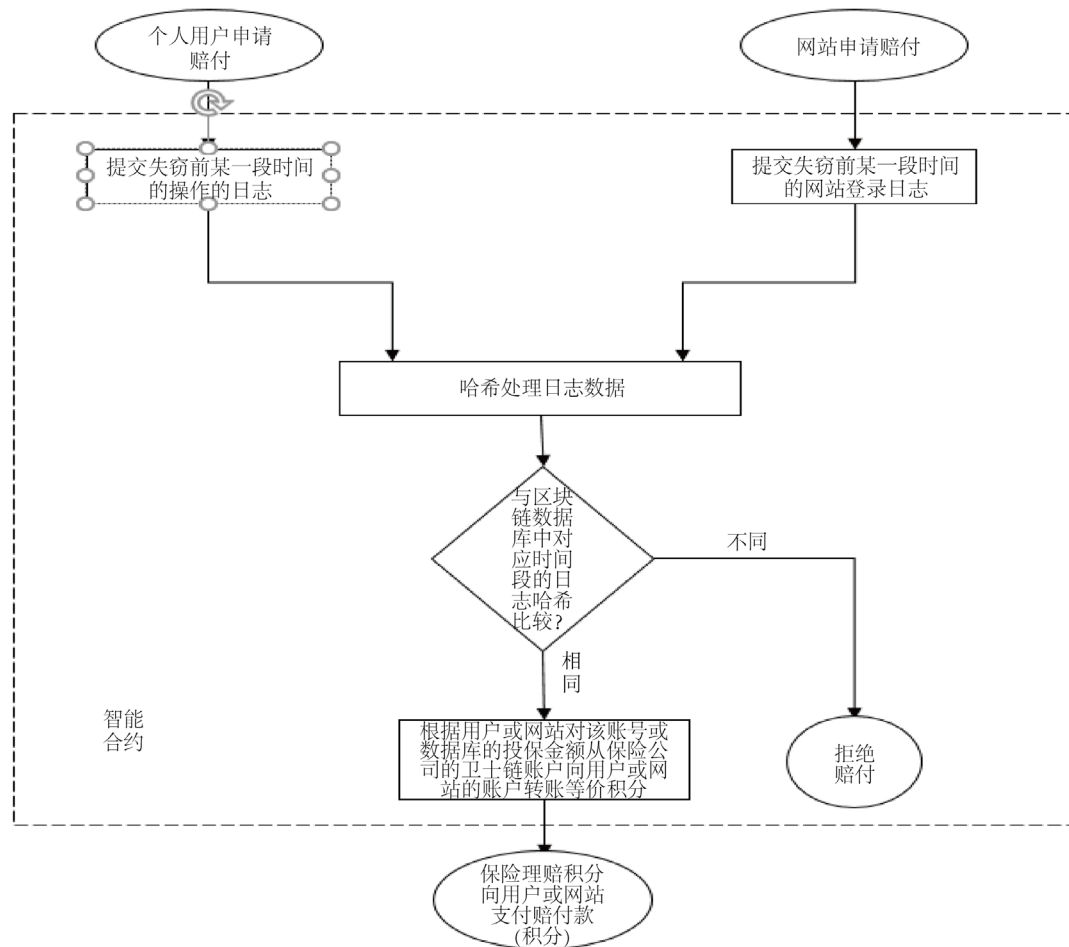 个人用户申请
赔付
网站申请赔付
提交失窃前某一段时间
的操作的日志
提交失窃前某一段时间
的网站登录日志
哈希处理日志数据
与区块
链数据
库中对
应时间
段的日
志哈希
比较?
不同
相
同
智能
合约
根据用户或网站对该账号或
数据库的投保金额从保险公
司的卫士链账户向用户或网
站的账户转账等价积分
拒绝
赔付
保险理赔积分
向用户或网站
支付赔付款
(积分)